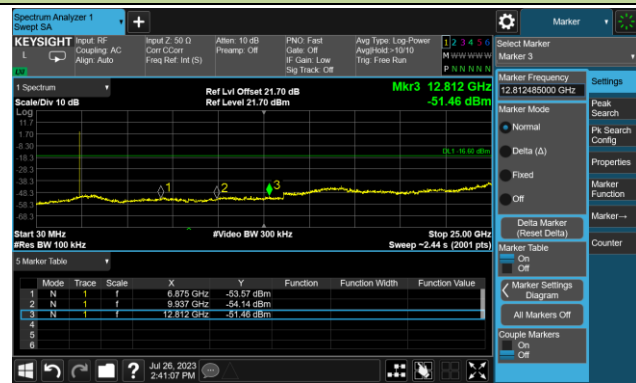 Spectrum Analyzer 1
Swept SA
Marker
KEYSIGHT
L
Input: RF
Coupling: AC
Align: Auto
Input Z: 50 Ω
Corr CCorr
Freq Ref: Int (S)
Atten: 10 dB
Preamp: Off
PNO: Fast
Gate: Off
IF Gain: Low
Sig Track: Off
Avg Type: Log-Power
Avg|Hold:>10/10
Trig: Free Run
1 2 3 4 5 6
M W W W W W
P N N N N N
Select Marker
Marker 3
Marker Frequency
12.812485000 GHz
Settings
1 Spectrum
Ref Lvl Offset 21.70 dB
Mkr3 12.812 GHz
Scale/Div 10 dB
Ref Level 21.70 dBm
-51.46 dBm
Log
11.7
1.70
-8.30
-18.3
-28.3
-38.3
-48.3
-58.3
-68.3
DL1 -16.60 dBm
1
2
3
Start 30 MHz
#Video BW 300 kHz
Stop 25.00 GHz
#Res BW 100 kHz
Sweep ~2.44 s (2001 pts)
Marker Mode
Normal
Delta (Δ)
Fixed
Off
Peak
Search
Pk Search
Config
Properties
Marker
Function
Marker→
Counter
Delta Marker
(Reset Delta)
Marker Table
On
Off
Marker Settings
Diagram
All Markers Off
Couple Markers
On
Off
5 Marker Table
Mode Trace Scale X Y Function Function Width Function Value
1 N 1 f 6.875 GHz -53.57 dBm
2 N 1 f 9.937 GHz -54.14 dBm
3 N 1 f 12.812 GHz -51.46 dBm
4
5
6
?
Jul 26, 2023
2:41:07 PM